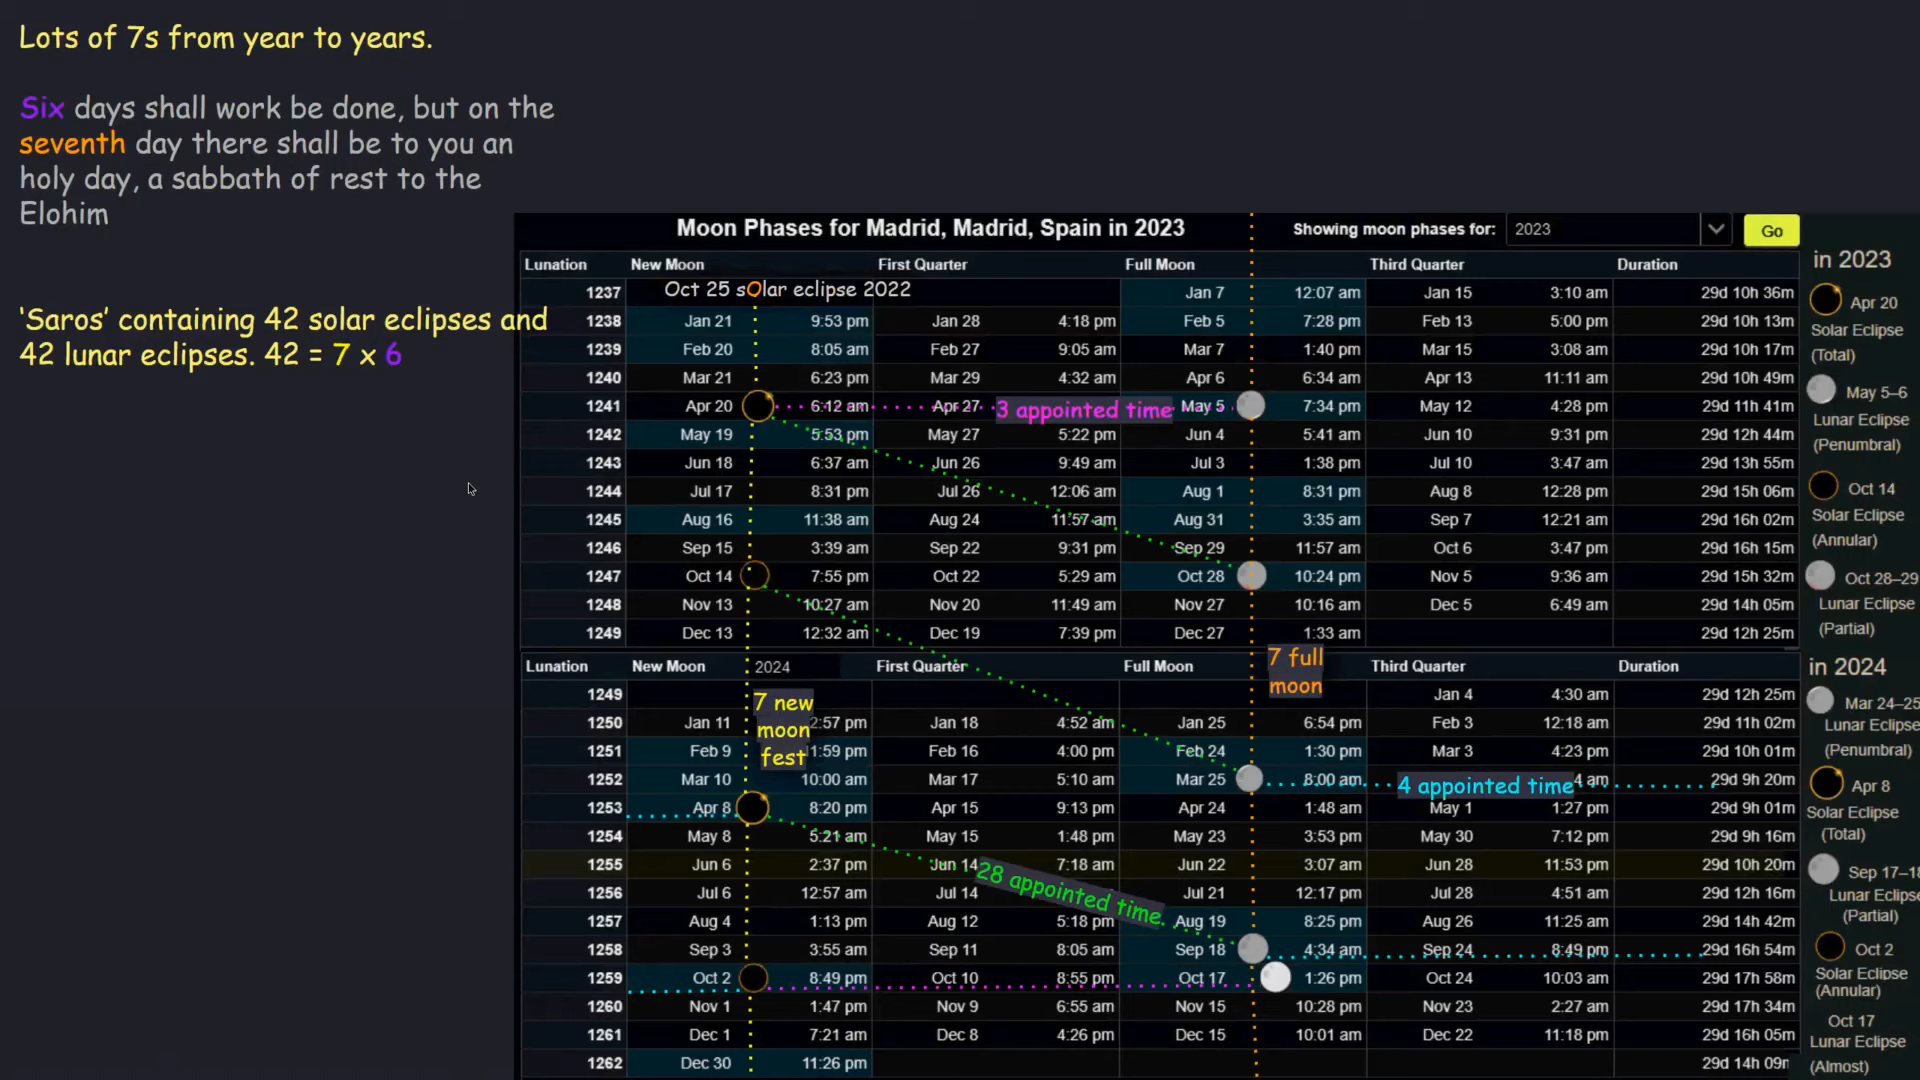 Lots of 7s from year to years.
Six days shall work be done, but on the
seventh day there shall be to you an
holy day, a sabbath of rest to the
Elohim
‘Saros’ containing 42 solar eclipses and
42 lunar eclipses. 42 = 7 x 6
Moon Phases for Madrid, Madrid, Spain in 2023 Showing moon phases for: 2023 Go
Lunation New Moon First Quarter Full Moon Third Quarter Duration
Oct 25 sOlar eclipse 2022
1237 Jan 7 12:07 am Jan 15 3:10 am 29d 10h 36m
1238 Jan 21 9:53 pm Jan 28 4:18 pm Feb 5 7:28 pm Feb 13 5:00 pm 29d 10h 13m
1239 Feb 20 8:05 am Feb 27 9:05 am Mar 7 1:40 pm Mar 15 3:08 am 29d 10h 17m
1240 Mar 21 6:23 pm Mar 29 4:32 am Apr 6 6:34 am Apr 13 11:11 am 29d 10h 49m
1241 Apr 20 6:12 am Apr 27 3 appointed time May 5 7:34 pm May 12 4:28 pm 29d 11h 41m
1242 May 19 5:53 pm May 27 5:22 pm Jun 4 5:41 am Jun 10 9:31 pm 29d 12h 44m
1243 Jun 18 6:37 am Jun 26 9:49 am Jul 3 1:38 pm Jul 10 3:47 am 29d 13h 55m
1244 Jul 17 8:31 pm Jul 26 12:06 am Aug 1 8:31 pm Aug 8 12:28 pm 29d 15h 06m
1245 Aug 16 11:38 am Aug 24 11:57 am Aug 31 3:35 am Sep 7 12:21 am 29d 16h 02m
1246 Sep 15 3:39 am Sep 22 9:31 pm Sep 29 11:57 am Oct 6 3:47 pm 29d 16h 15m
1247 Oct 14 7:55 pm Oct 22 5:29 am Oct 28 10:24 pm Nov 5 9:36 am 29d 15h 32m
1248 Nov 13 10:27 am Nov 20 11:49 am Nov 27 10:16 am Dec 5 6:49 am 29d 14h 05m
1249 Dec 13 12:32 am Dec 19 7:39 pm Dec 27 1:33 am 29d 12h 25m
Lunation New Moon 2024 First Quarter Full Moon Third Quarter Duration
7 full
moon
1249 Jan 4 4:30 am 29d 12h 25m
7 new
moon
fest
1250 Jan 11 2:57 pm Jan 18 4:52 am Jan 25 6:54 pm Feb 3 12:18 am 29d 11h 02m
1251 Feb 9 1:59 pm Feb 16 4:00 pm Feb 24 1:30 pm Mar 3 4:23 pm 29d 10h 01m
1252 Mar 10 10:00 am Mar 17 5:10 am Mar 25 8:00 am 4 appointed time 4 am 29d 9h 20m
1253 Apr 8 8:20 pm Apr 15 9:13 pm Apr 24 1:48 am May 1 1:27 pm 29d 9h 01m
1254 May 8 5:21 am May 15 1:48 pm May 23 3:53 pm May 30 7:12 pm 29d 9h 16m
1255 Jun 6 2:37 pm Jun 14 7:18 am Jun 22 3:07 am Jun 28 11:53 pm 29d 10h 20m
28 appointed time
1256 Jul 6 12:57 am Jul 14 Jul 21 12:17 pm Jul 28 4:51 am 29d 12h 16m
1257 Aug 4 1:13 pm Aug 12 5:18 pm Aug 19 8:25 pm Aug 26 11:25 am 29d 14h 42m
1258 Sep 3 3:55 am Sep 11 8:05 am Sep 18 4:34 am Sep 24 8:49 pm 29d 16h 54m
1259 Oct 2 8:49 pm Oct 10 8:55 pm Oct 17 1:26 pm Oct 24 10:03 am 29d 17h 58m
1260 Nov 1 1:47 pm Nov 9 6:55 am Nov 15 10:28 pm Nov 23 2:27 am 29d 17h 34m
1261 Dec 1 7:21 am Dec 8 4:26 pm Dec 15 10:01 am Dec 22 11:18 pm 29d 16h 05m
1262 Dec 30 11:26 pm 29d 14h 09m
in 2023
Apr 20
Solar Eclipse
(Total)
May 5–6
Lunar Eclipse
(Penumbral)
Oct 14
Solar Eclipse
(Annular)
Oct 28–29
Lunar Eclipse
(Partial)
in 2024
Mar 24–25
Lunar Eclipse
(Penumbral)
Apr 8
Solar Eclipse
(Total)
Sep 17–18
Lunar Eclipse
(Partial)
Oct 2
Solar Eclipse
(Annular)
Oct 17
Lunar Eclipse
(Almost)